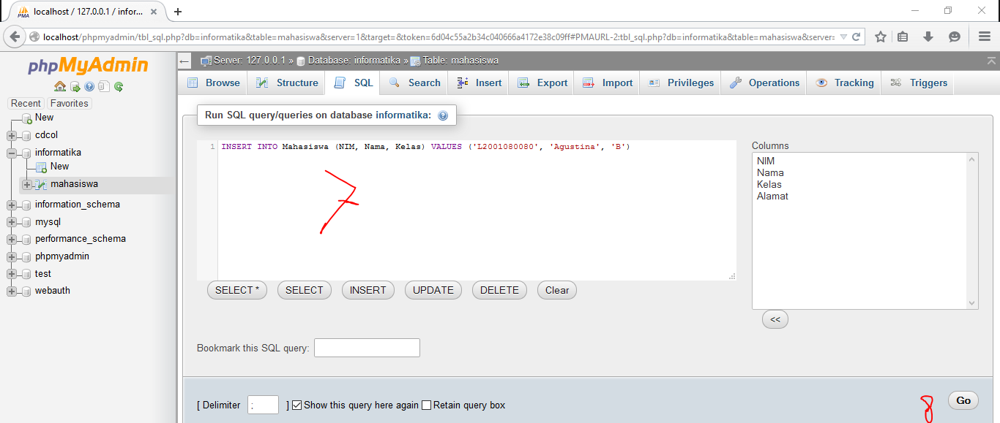 localhost / 127.0.0.1 / infor...
localhost/phpmyadmin/tbl_sql.php?db=informatika&table=mahasiswa&server=1&target=&token=6d04c55a2b34c040666a4172e38c09ff#PMAURL-2:tbl_sql.php?db=informatika&table=mahasiswa&server=
phpMyAdmin
Recent Favorites
New
cdcol
informatika
New
mahasiswa
information_schema
mysql
performance_schema
phpmyadmin
test
webauth
Server: 127.0.0.1 » Database: informatika » Table: mahasiswa
Browse Structure SQL Search Insert Export Import Privileges Operations Tracking Triggers
Run SQL query/queries on database informatika:
1 INSERT INTO Mahasiswa (NIM, Nama, Kelas) VALUES ('L2001080080', 'Agustina', 'B')
7
Columns
NIM
Nama
Kelas
Alamat
SELECT * SELECT INSERT UPDATE DELETE Clear
<<
Bookmark this SQL query:
[ Delimiter ; ] Show this query here again Retain query box
8 Go